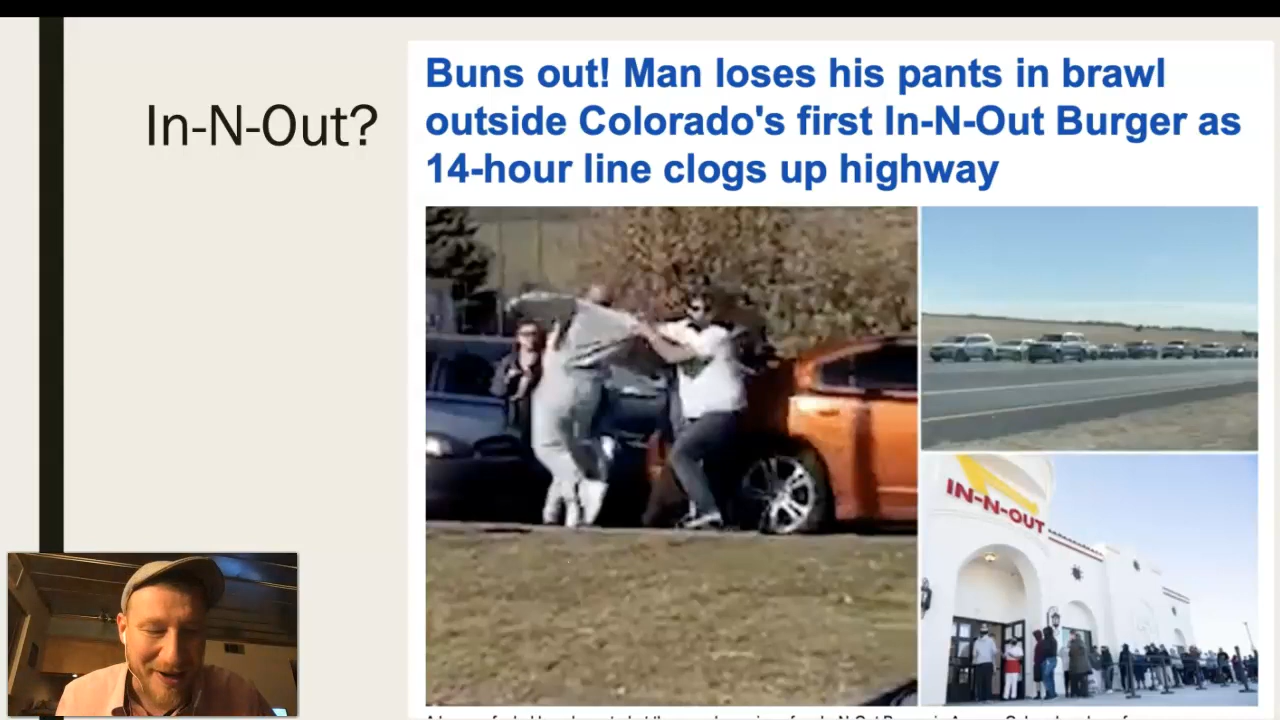 In-N-Out?
Buns out! Man loses his pants in brawl
outside Colorado's first In-N-Out Burger as
14-hour line clogs up highway
IN-N-OUT